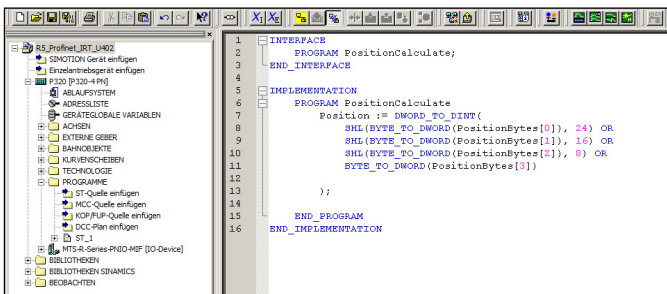 R5_Profinet_IRT_U402
SIMOTION Gerät einfügen
Einzelantriebsgerät einfügen
P320 [P320-4 PN]
ABLAUFSYSTEM
ADRESSLISTE
GERÄTEGLOBALE VARIABLEN
ACHSEN
EXTERNE GEBER
BAHNOBJEKTE
KURVENSCHEIBEN
TECHNOLOGIE
PROGRAMME
ST-Quelle einfügen
MCC-Quelle einfügen
KOP/FUP-Quelle einfügen
DCC-Plan einfügen
ST_1
MTS-R-Series-PNIO-MIF [IO-Device]
BIBLIOTHEKEN
BIBLIOTHEKEN SINAMICS
BEOBACHTEN
1 INTERFACE
2 PROGRAM PositionCalculate;
3 END_INTERFACE
4
5 IMPLEMENTATION
6 PROGRAM PositionCalculate
7 Position := DWORD_TO_DINT(
8 SHL(BYTE_TO_DWORD(PositionBytes[0]), 24) OR
9 SHL(BYTE_TO_DWORD(PositionBytes[1]), 16) OR
10 SHL(BYTE_TO_DWORD(PositionBytes[2]), 8) OR
11 BYTE_TO_DWORD(PositionBytes[3])
12
13 );
14
15 END_PROGRAM
16 END_IMPLEMENTATION